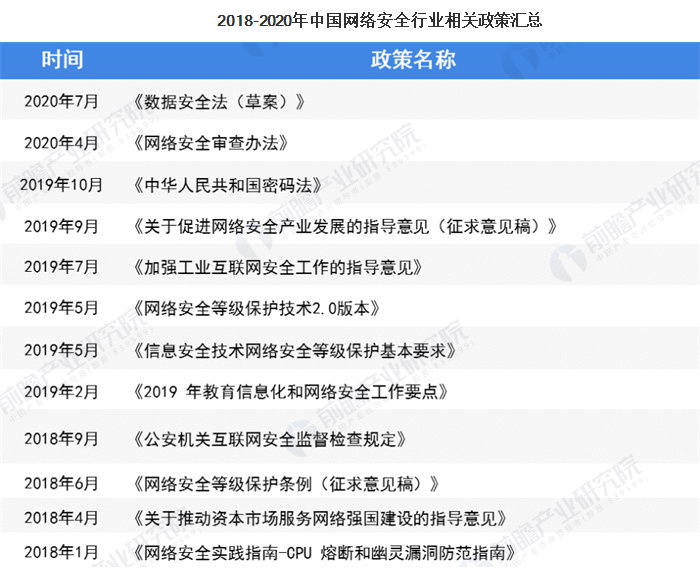 2018-2020年中国网络安全行业相关政策汇总
时间 政策名称
2020年7月 《数据安全法（草案）》
2020年4月 《网络安全审查办法》
2019年10月 《中华人民共和国密码法》
2019年9月 《关于促进网络安全产业发展的指导意见（征求意见稿）》
2019年7月 《加强工业互联网安全工作的指导意见》
2019年5月 《网络安全等级保护技术2.0版本》
2019年5月 《信息安全技术网络安全等级保护基本要求》
2019年2月 《2019 年教育信息化和网络安全工作要点》
2018年9月 《公安机关互联网安全监督检查规定》
2018年6月 《网络安全等级保护条例（征求意见稿）》
2018年4月 《关于推动资本市场服务网络强国建设的指导意见》
2018年1月 《网络安全实践指南-CPU 熔断和幽灵漏洞防范指南》
前瞻产业研究院